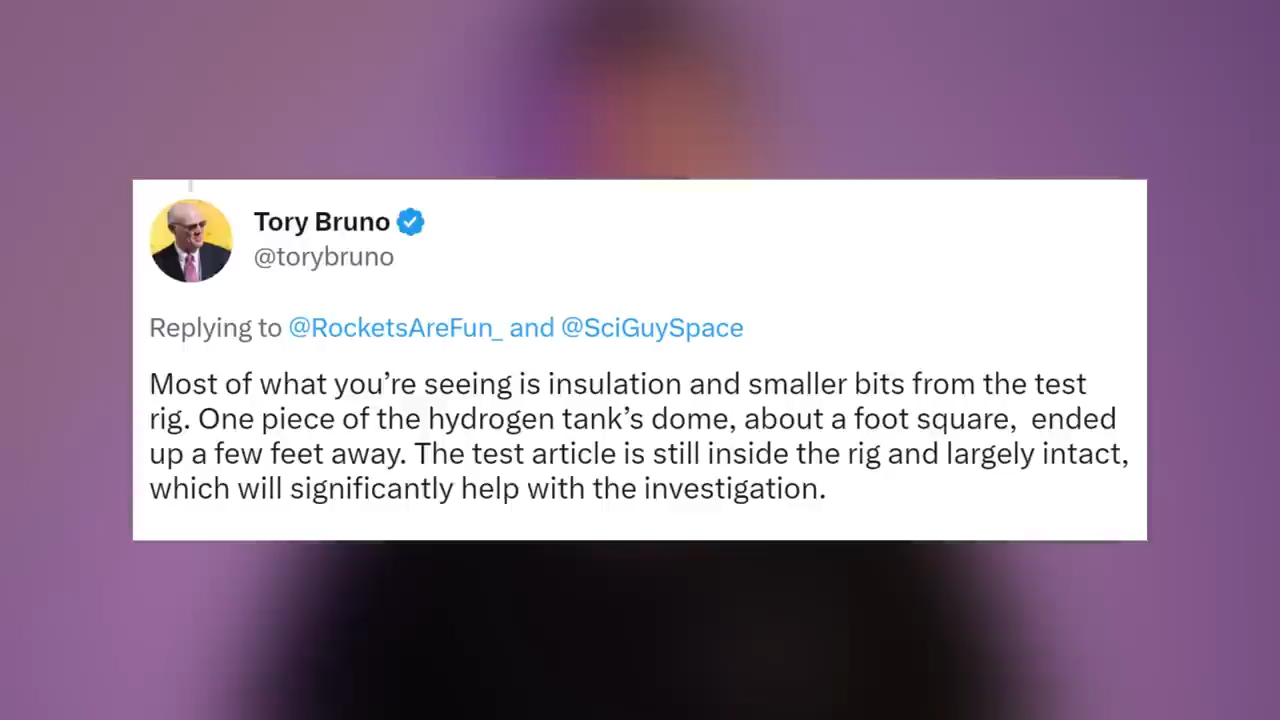 Tory Bruno
@torybruno
Replying to @RocketsAreFun_ and @SciGuySpace
Most of what you’re seeing is insulation and smaller bits from the test
rig. One piece of the hydrogen tank’s dome, about a foot square,  ended
up a few feet away. The test article is still inside the rig and largely intact,
which will significantly help with the investigation.